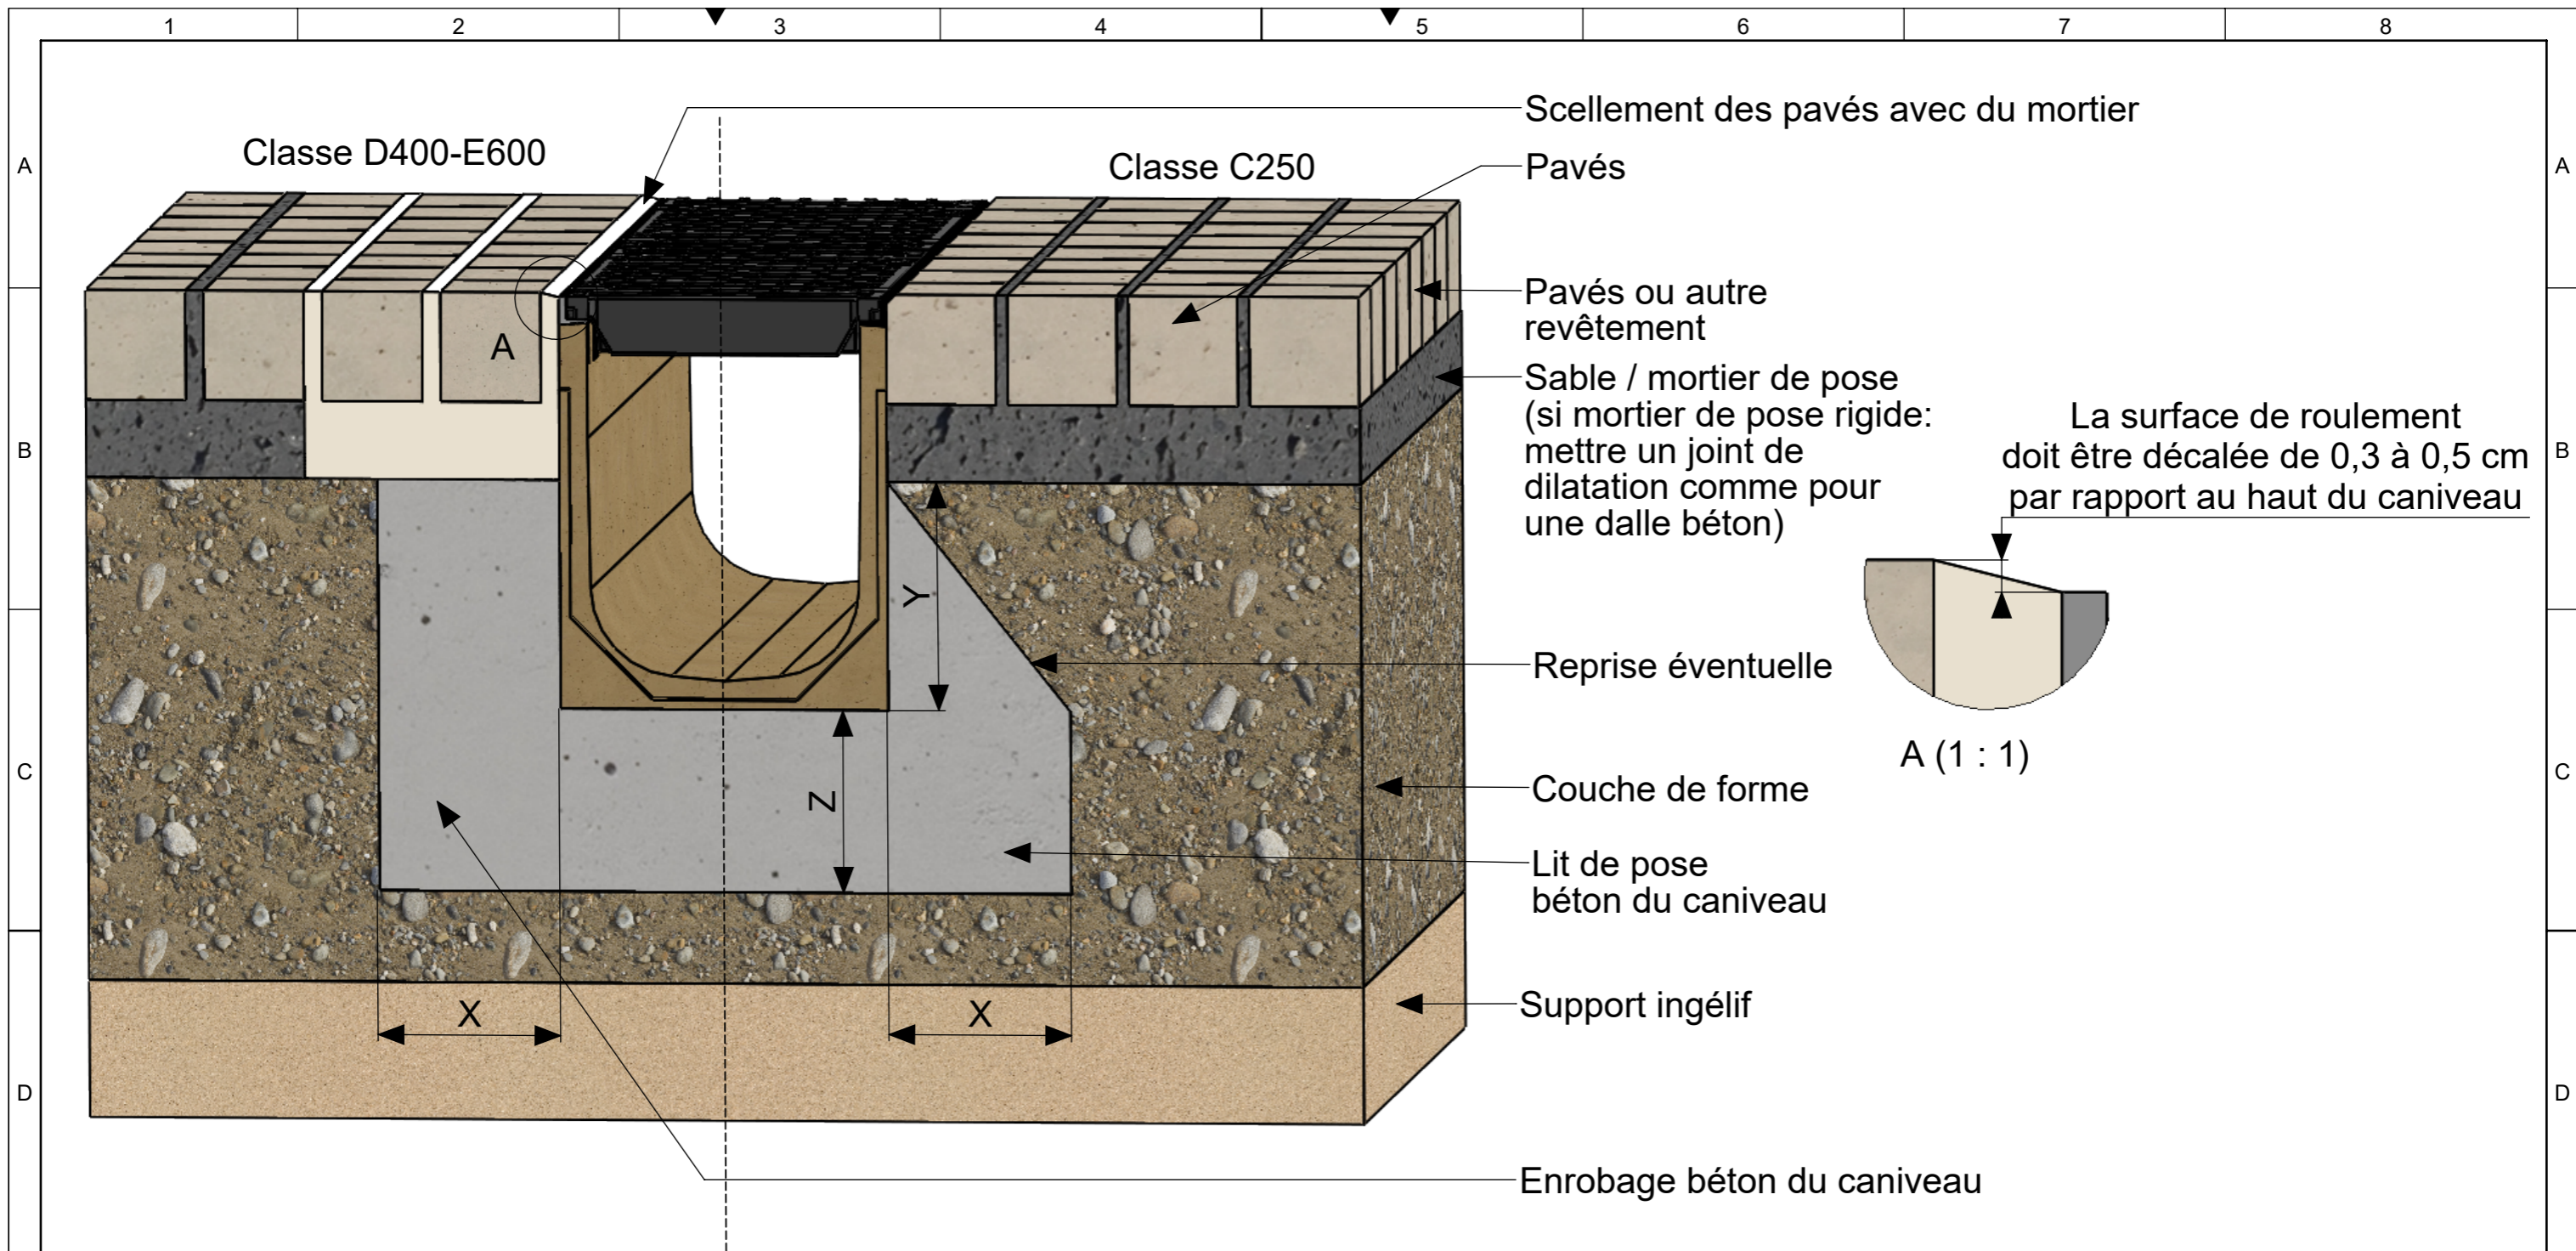 1 2 3 4 5 6 7 8
A A
B B
C C
D D
Classe D400-E600
Classe C250
Scellement des pavés avec du mortier
Pavés
Pavés ou autre
revêtement
Sable / mortier de pose
(si mortier de pose rigide:
mettre un joint de
dilatation comme pour
une dalle béton)
La surface de roulement
doit être décalée de 0,3 à 0,5 cm
par rapport au haut du caniveau
A
Y
Z
X X
Reprise éventuelle
A (1 : 1)
Couche de forme
Lit de pose
béton du caniveau
Support ingélif
Enrobage béton du caniveau